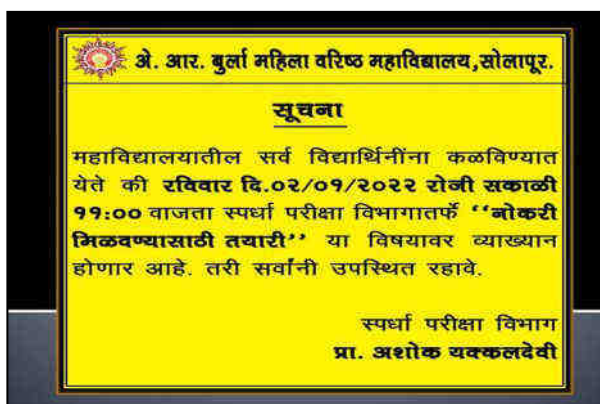 अे. आर. बुर्ला महिला वरिष्ठ महाविद्यालय,सोलापूर.
सूचना
महाविद्यालयातील सर्व विद्यार्थिनींना कळविण्यात
येते की रविवार दि.०२/०१/२०२२ रोजी सकाळी
११:०० वाजता स्पर्धा परीक्षा विभागातर्फे ‘‘नोकरी
मिळवण्यासाठी तयारी’’ या विषयावर व्याख्यान
होणार आहे. तरी सर्वांनी उपस्थित रहावे.
स्पर्धा परीक्षा विभाग
प्रा. अशोक यक्कलदेवी